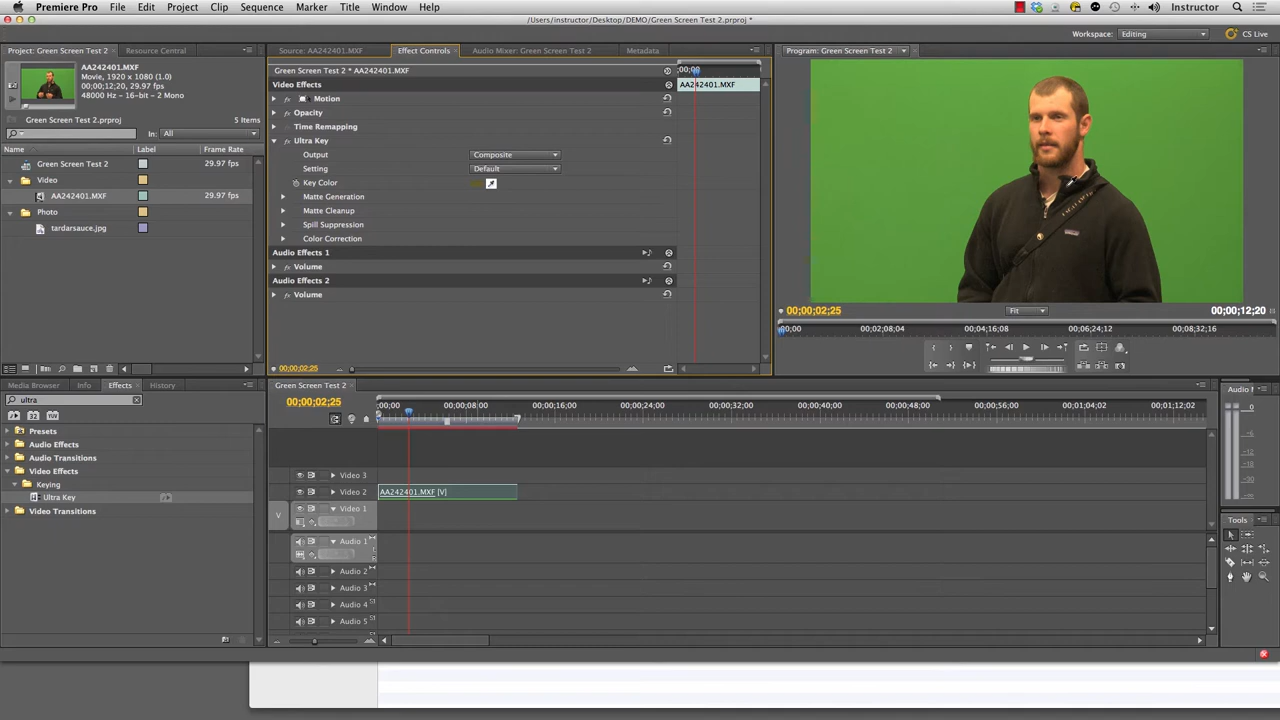 Premiere Pro File Edit Project Clip Sequence Marker Title Window Help Instructor
/Users/instructor/Desktop/DEMO/Green Screen Test 2.prproj *
Workspace: Editing CS Live
Project: Green Screen Test 2 Resource Central
AA242401.MXF
Movie, 1920 x 1080 (1.0)
00;00;12;20, 29.97 fps
48000 Hz - 16-bit - 2 Mono
Green Screen Test 2.prproj 5 Items
In: All
Name Label Frame Rate
Green Screen Test 2 29.97 fps
Video
AA242401.MXF 29.97 fps
Photo
tardarsauce.jpg
Source: AA242401.MXF Effect Controls Audio Mixer: Green Screen Test 2 Metadata
Green Screen Test 2 * AA242401.MXF ;00;00
Video Effects AA242401.MXF
Motion
Opacity
Time Remapping
Ultra Key
Output Composite
Setting Default
Key Color
Matte Generation
Matte Cleanup
Spill Suppression
Color Correction
Audio Effects 1
Volume
Audio Effects 2
Volume
00;00;02;25
Program: Green Screen Test 2
00;00;02;25 Fit 00;00;12;20
00;00 00;02;08;04 00;04;16;08 00;06;24;12 00;08;32;16
Media Browser Info Effects History
ultra
Presets
Audio Effects
Audio Transitions
Video Effects
Keying
Ultra Key
Video Transitions
Green Screen Test 2
00;00;02;25
00;00 00;00;08;00 00;00;16;00 00;00;24;00 00;00;32;00 00;00;40;00 00;00;48;00 00;00;56;00 00;01;04;02 00;01;12;02
Video 3
AA242401.MXF [V]
Video 2
V Video 1
Audio 1
Audio 2
Audio 3
Audio 4
Audio 5
Audio
0
-6
-12
-18
Tools